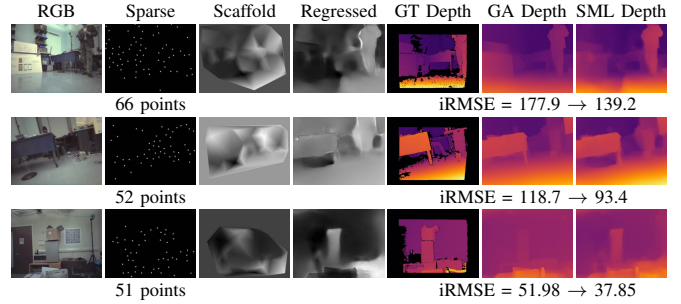 RGB Sparse Scaffold Regressed GT Depth GA Depth SML Depth
66 points iRMSE = 177.9 → 139.2
52 points iRMSE = 118.7 → 93.4
51 points iRMSE = 51.98 → 37.85